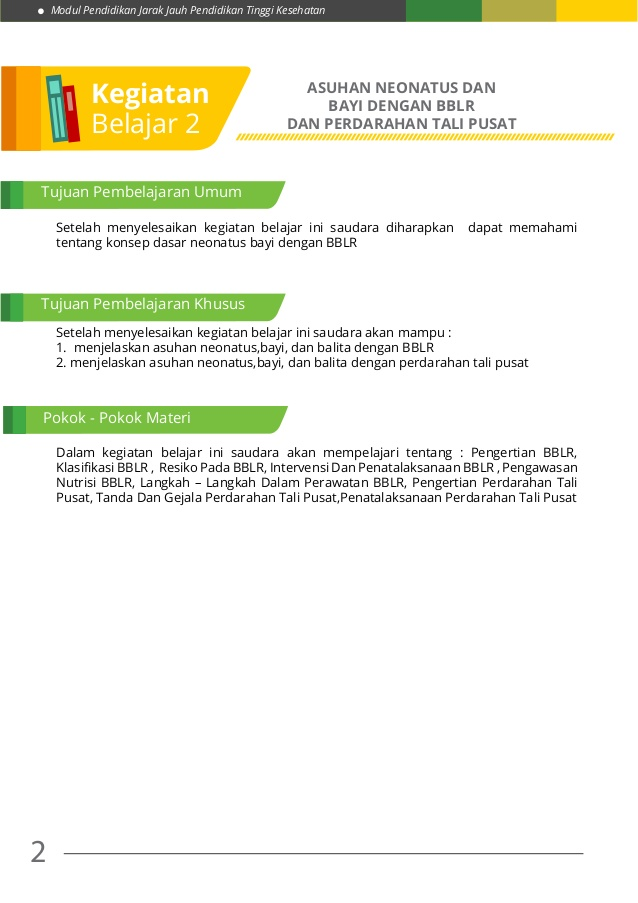 Modul Pendidikan Jarak Jauh Pendidikan Tinggi Kesehatan
Kegiatan
Belajar 2
ASUHAN NEONATUS DAN
BAYI DENGAN BBLR
DAN PERDARAHAN TALI PUSAT
Tujuan Pembelajaran Umum
Setelah menyelesaikan kegiatan belajar ini saudara diharapkan dapat memahami
tentang konsep dasar neonatus bayi dengan BBLR
Tujuan Pembelajaran Khusus
Setelah menyelesaikan kegiatan belajar ini saudara akan mampu :
1. menjelaskan asuhan neonatus,bayi, dan balita dengan BBLR
2. menjelaskan asuhan neonatus,bayi, dan balita dengan perdarahan tali pusat
Pokok - Pokok Materi
Dalam kegiatan belajar ini saudara akan mempelajari tentang : Pengertian BBLR,
Klasifikasi BBLR , Resiko Pada BBLR, Intervensi Dan Penatalaksanaan BBLR , Pengawasan
Nutrisi BBLR, Langkah – Langkah Dalam Perawatan BBLR, Pengertian Perdarahan Tali
Pusat, Tanda Dan Gejala Perdarahan Tali Pusat,Penatalaksanaan Perdarahan Tali Pusat
2